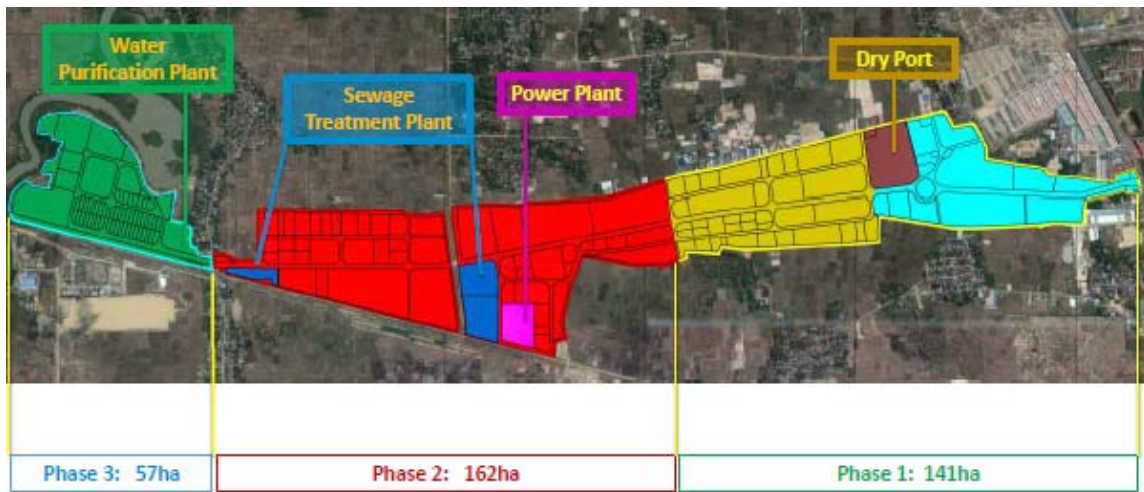 Water
Purification Plant
Sewage
Treatment Plant
Power Plant
Dry Port
Phase 3: 57ha
Phase 2: 162ha
Phase 1: 141ha